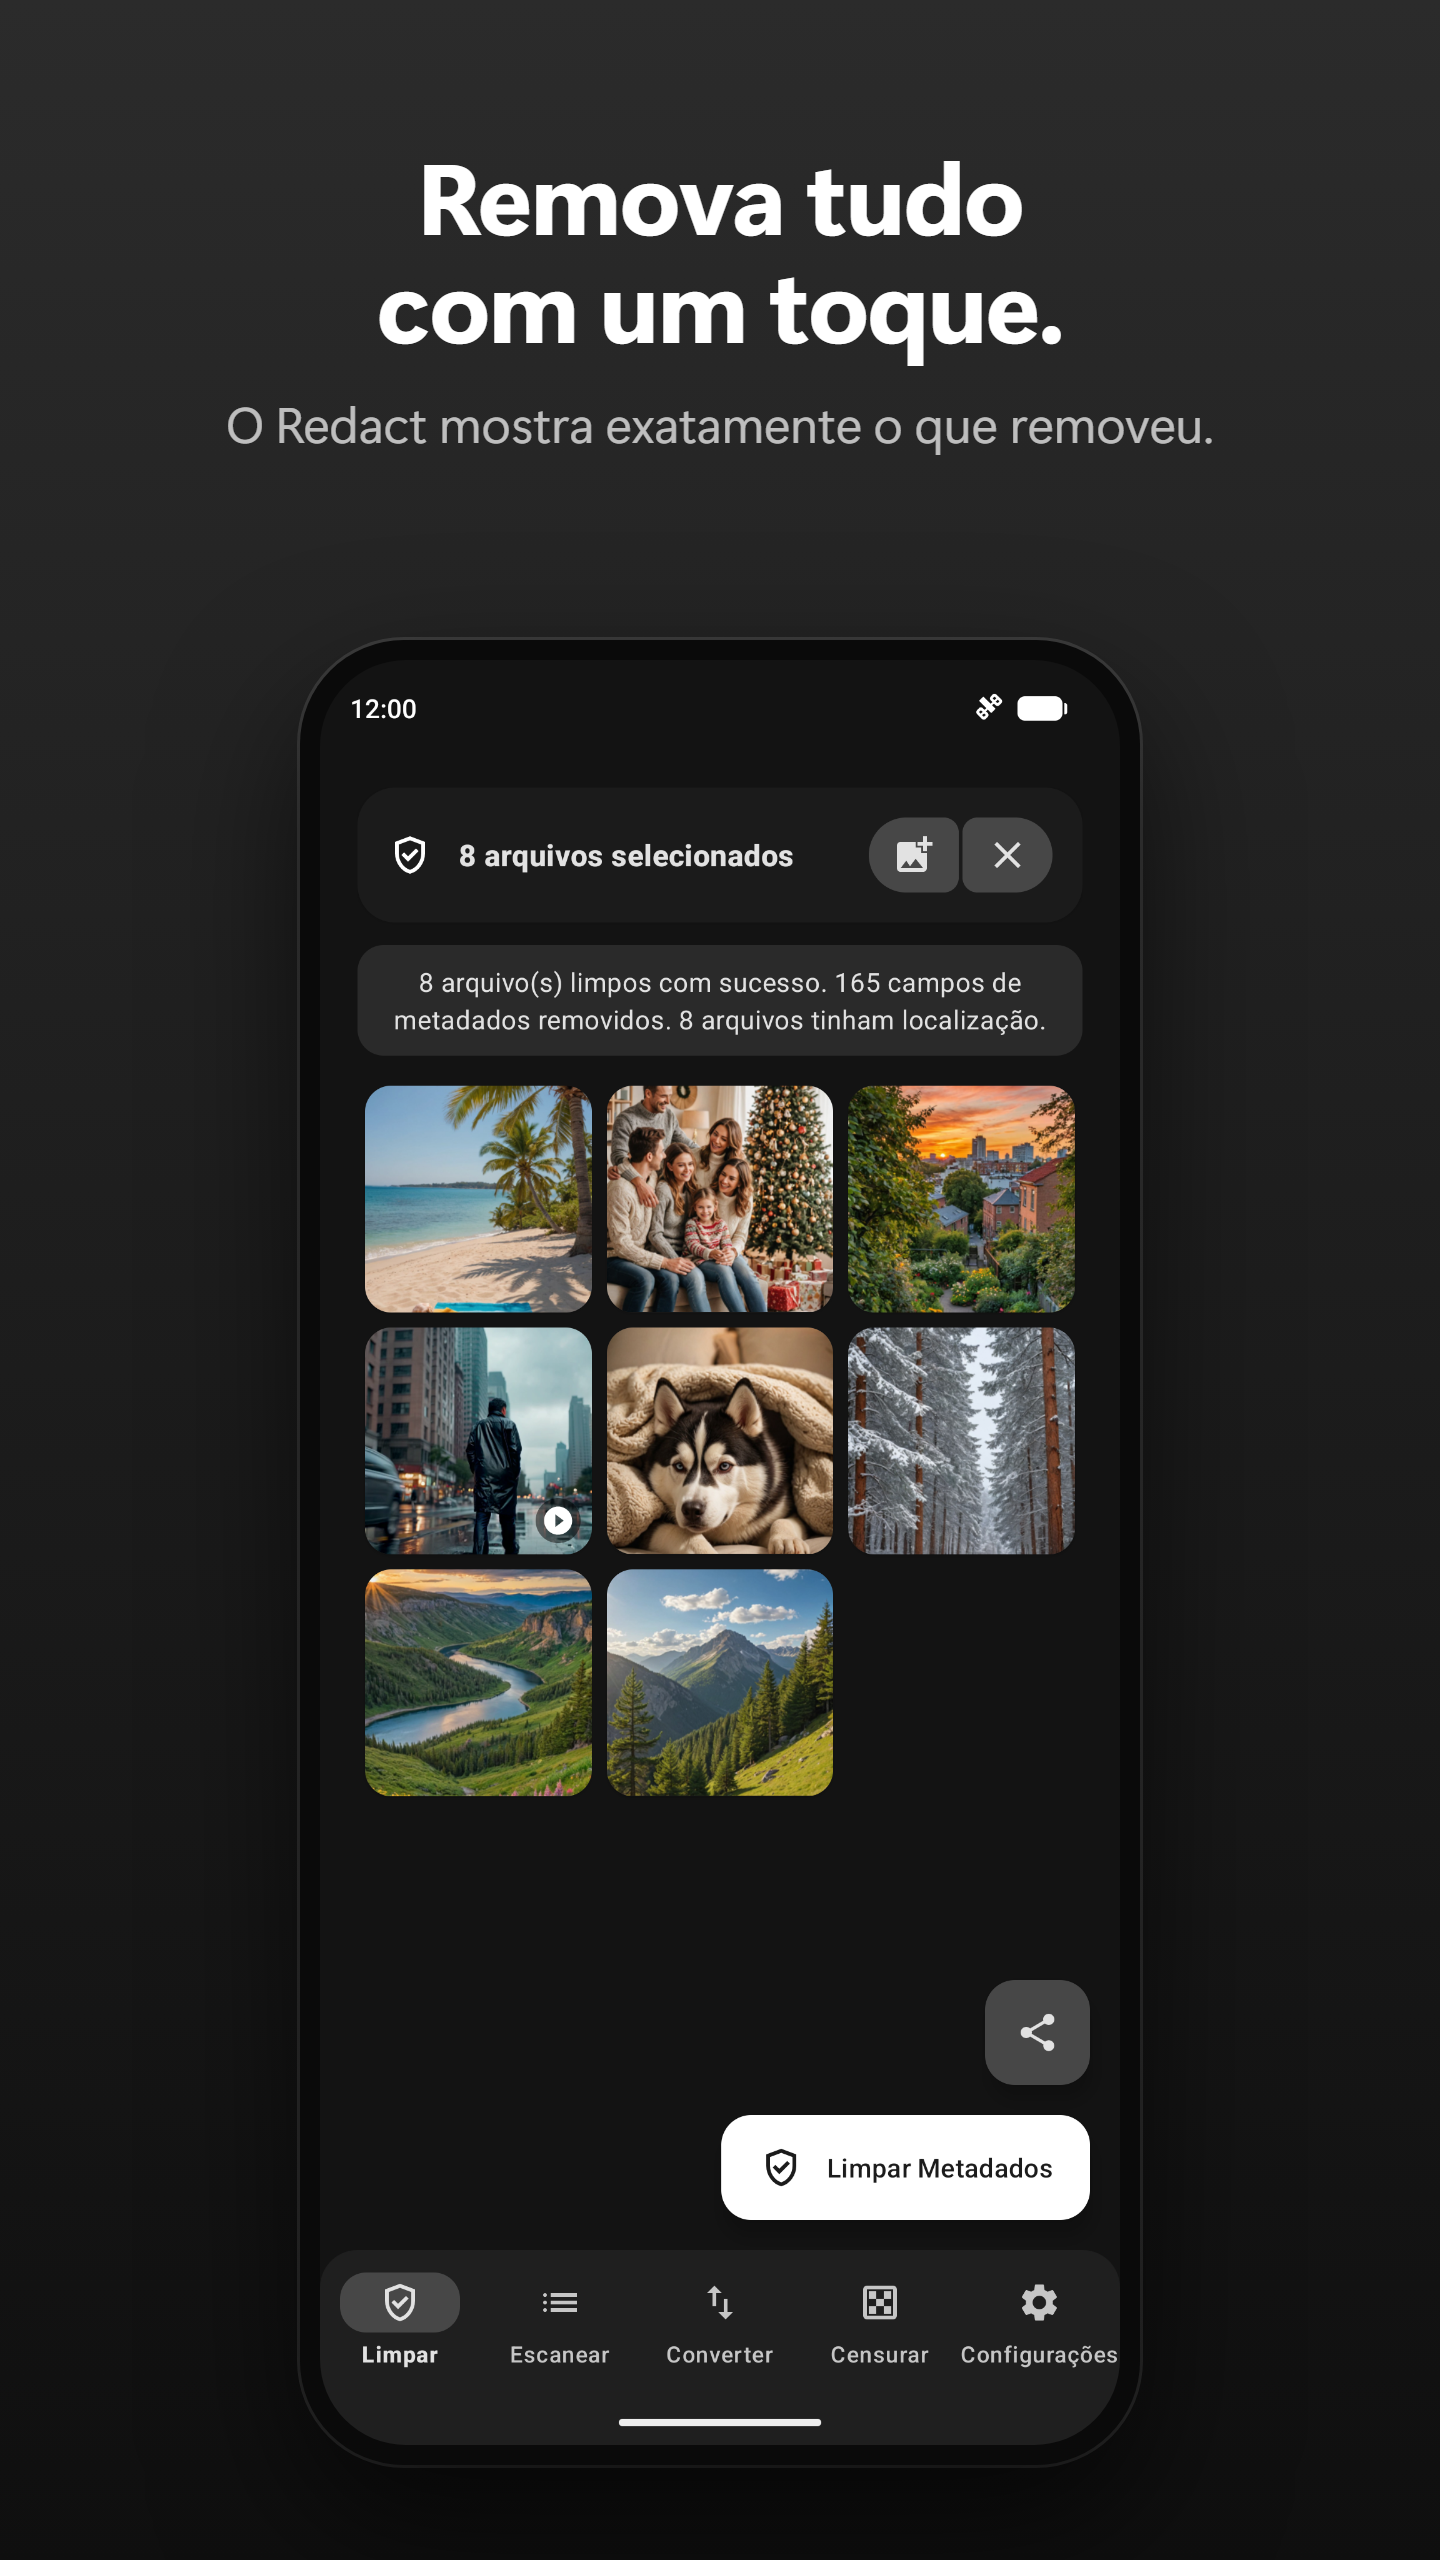 Remova tudo
com um toque.
O Redact mostra exatamente o que removeu.
12:00
8 arquivos selecionados
8 arquivo(s) limpos com sucesso. 165 campos de
metadados removidos. 8 arquivos tinham localização.
Limpar Metadados
Limpar
Escanear
Converter
Censurar
Configurações